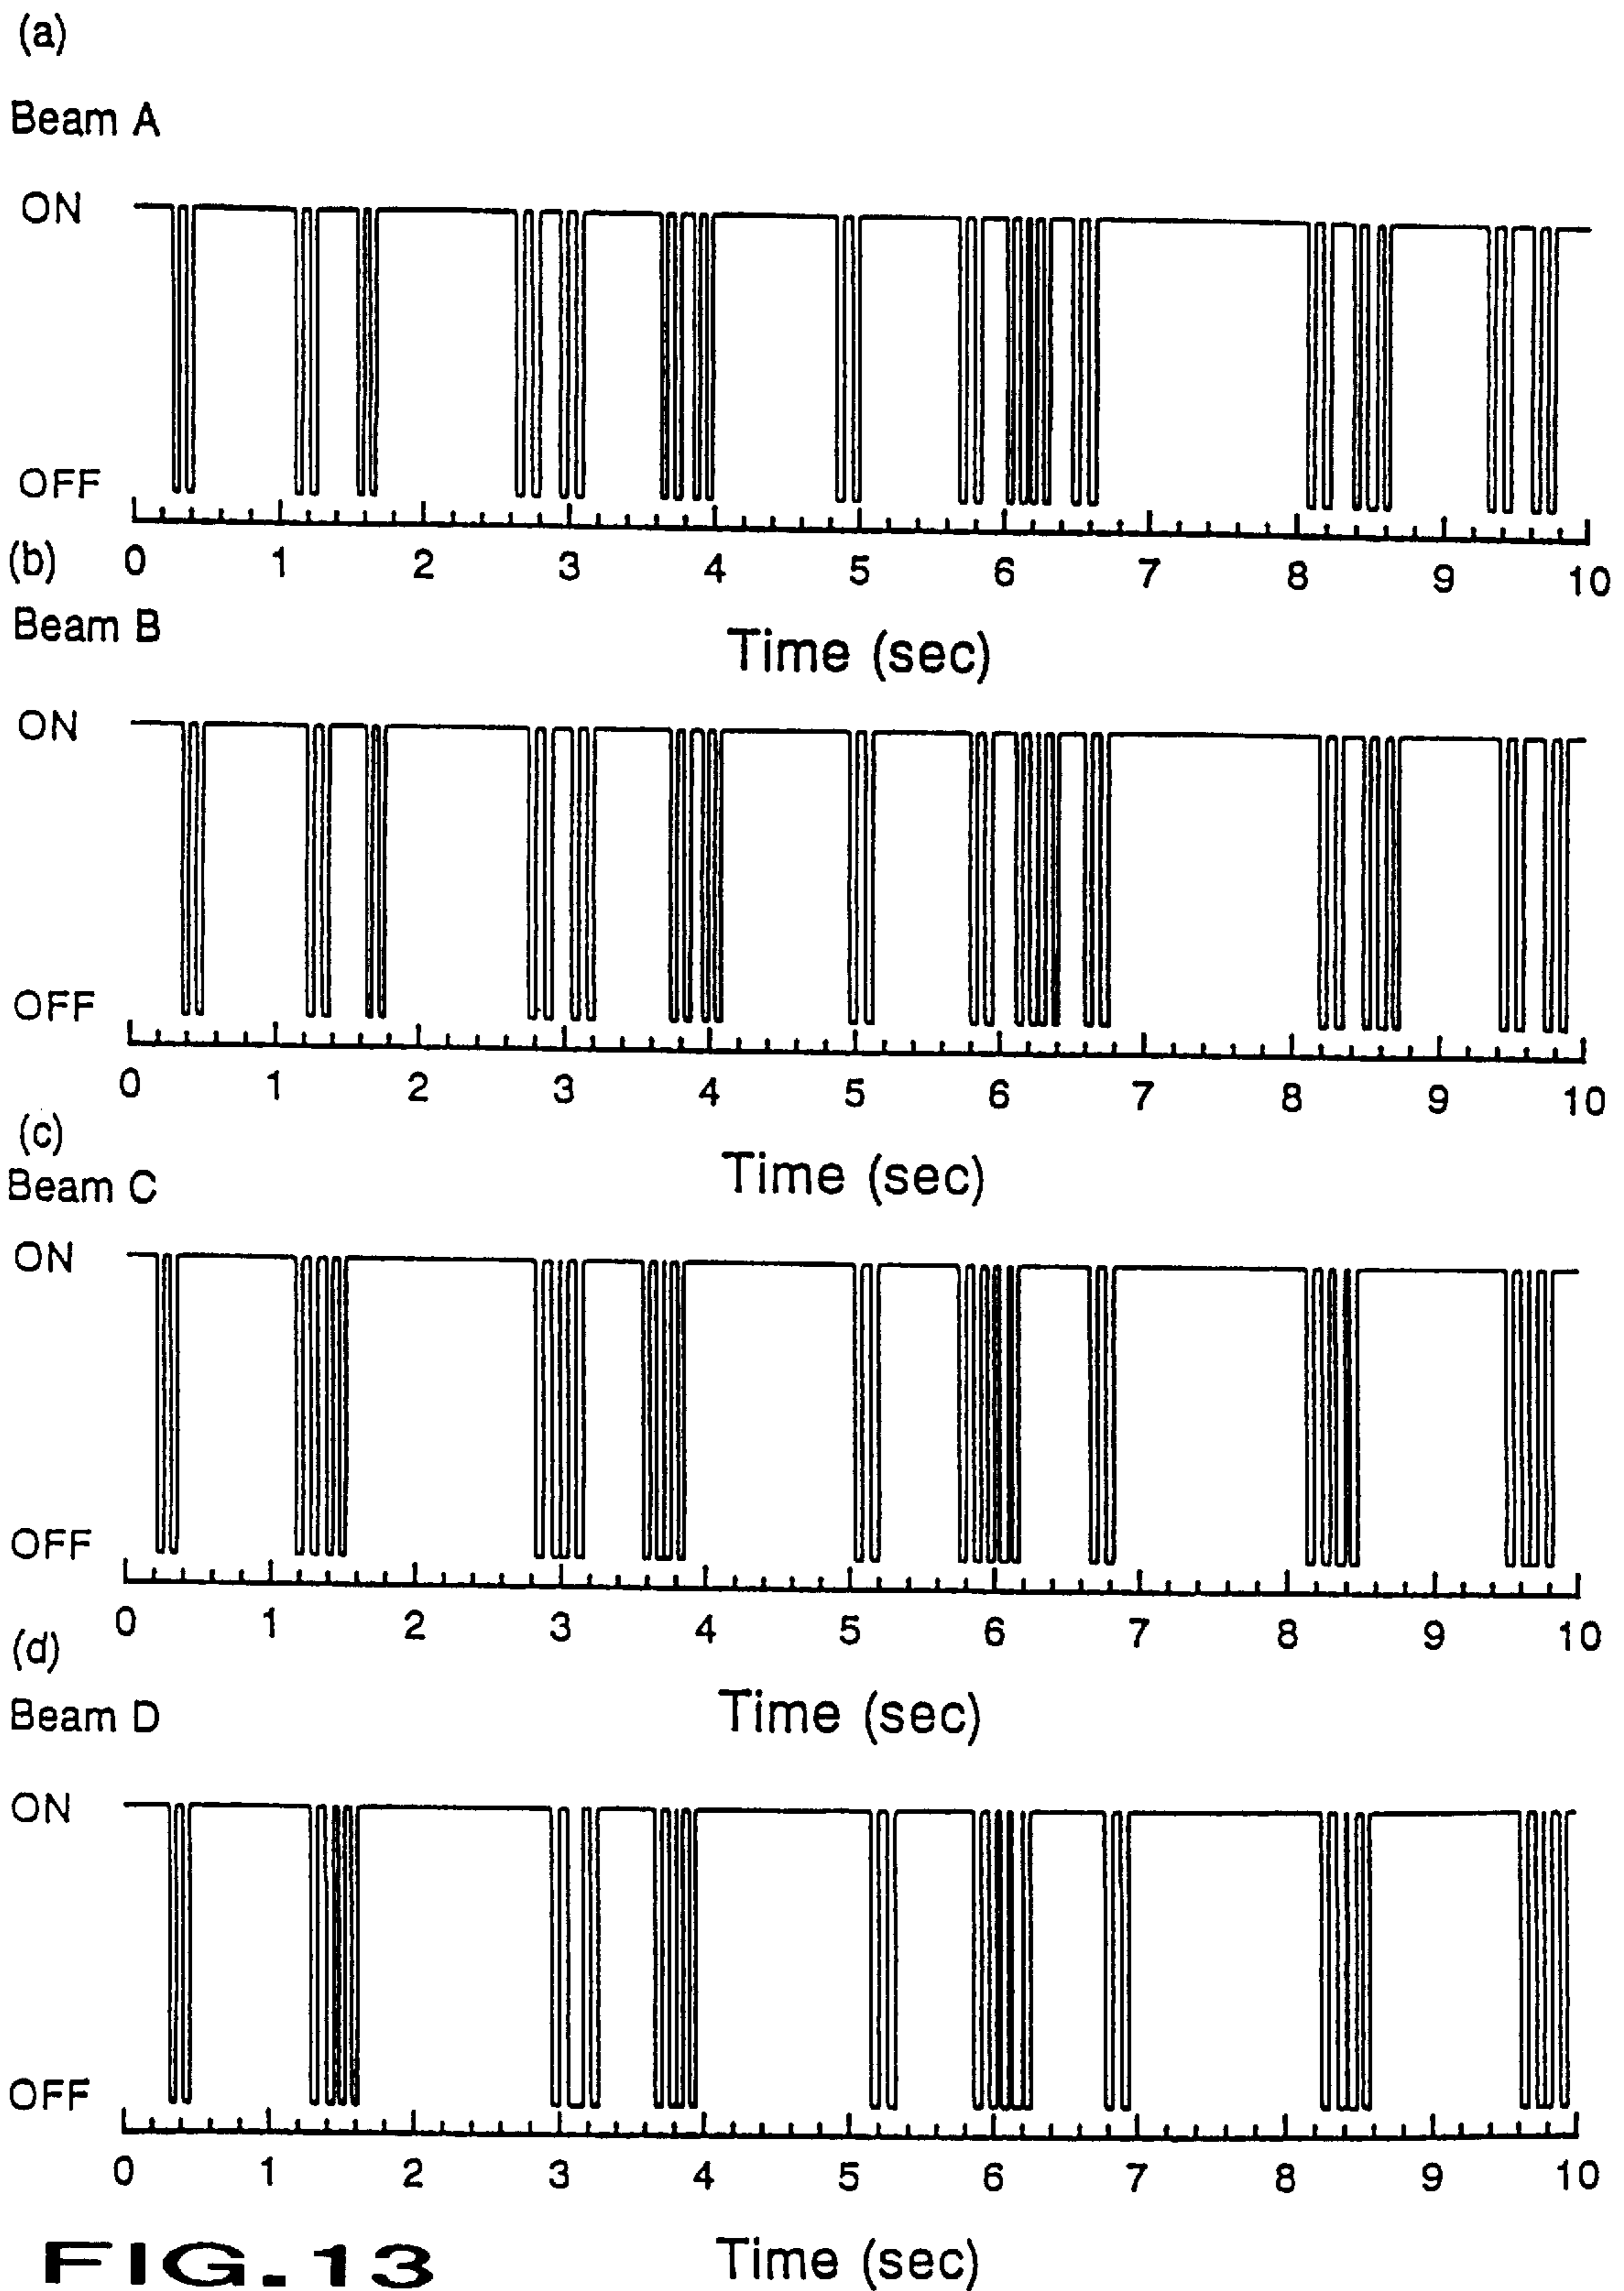 (a)
Beam A
ON
OFF
0 1 2 3 4 5 6 7 8 9 10
Time (sec)
(b)
Beam B
ON
OFF
0 1 2 3 4 5 6 7 8 9 10
Time (sec)
(c)
Beam C
ON
OFF
0 1 2 3 4 5 6 7 8 9 10
Time (sec)
(d)
Beam D
ON
OFF
0 1 2 3 4 5 6 7 8 9 10
Time (sec)
FIG.13